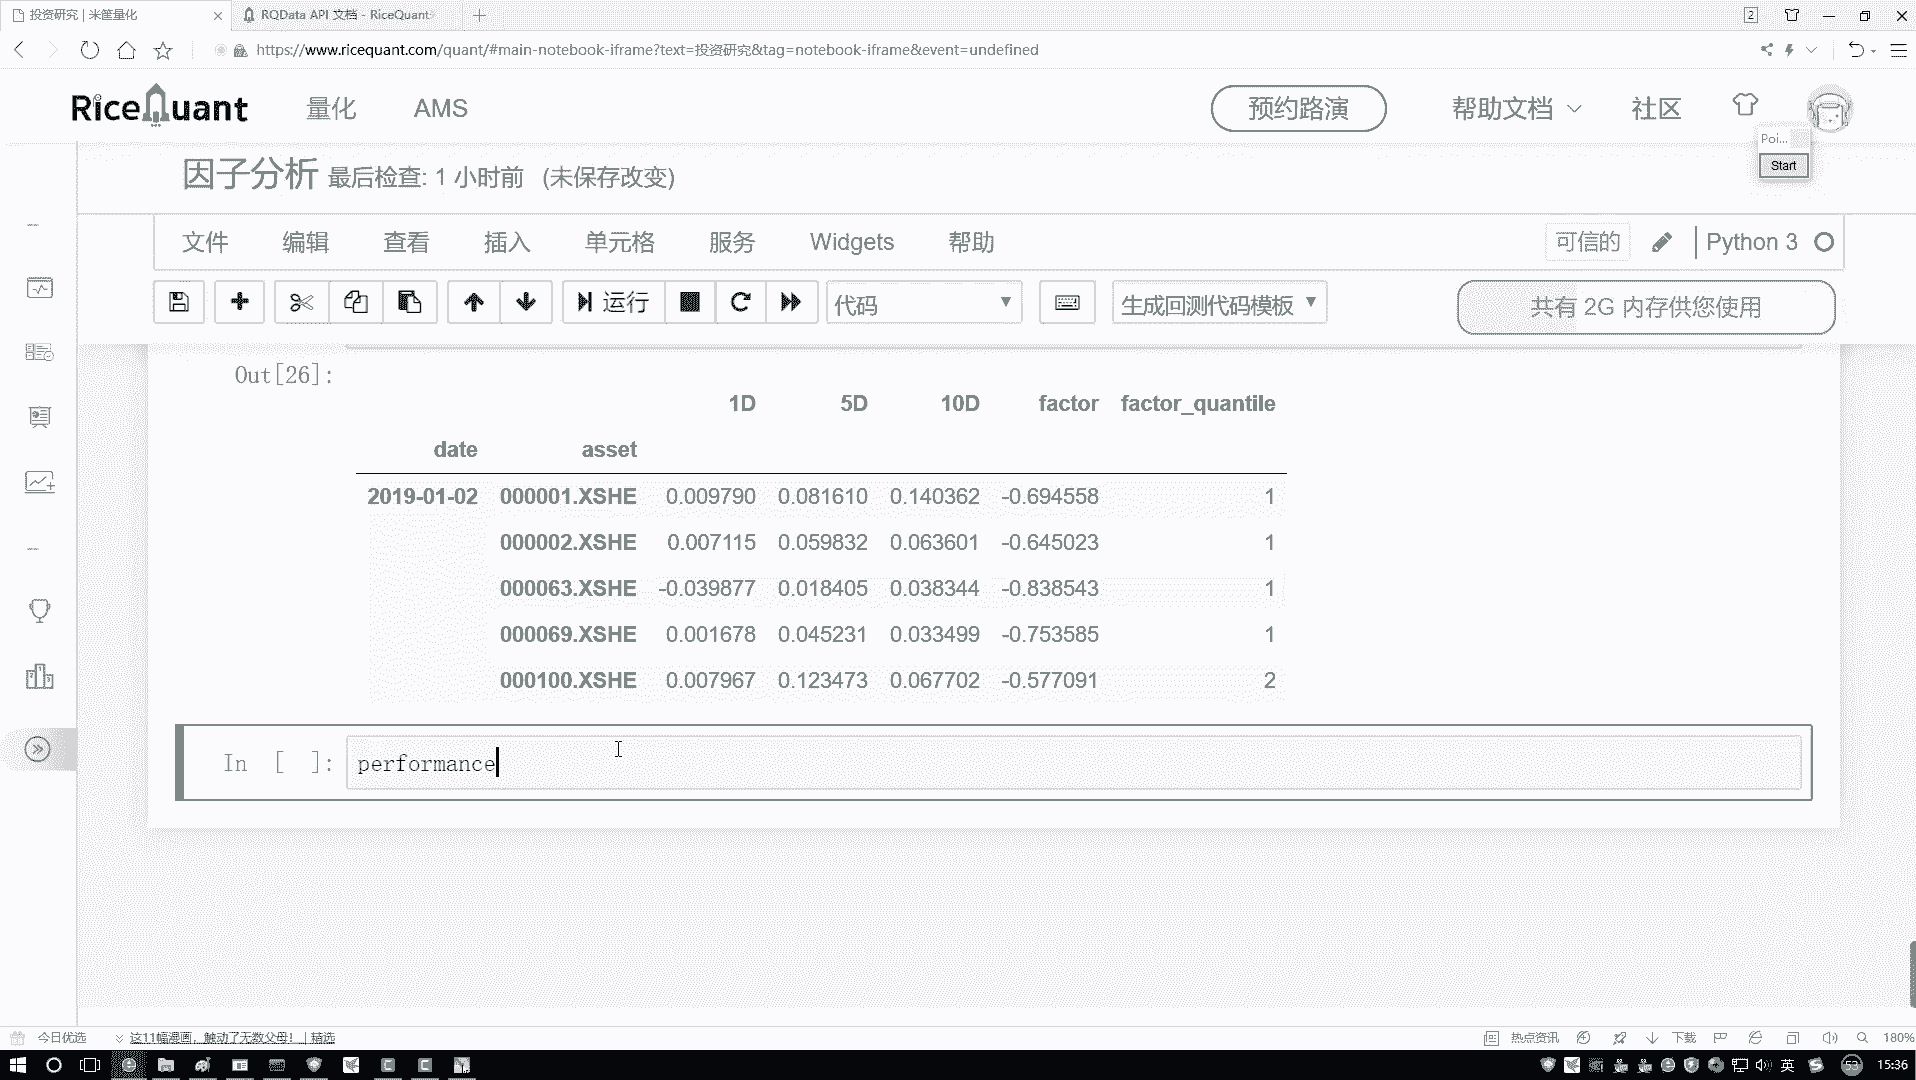 投资研究 | 米筐量化
RQData API 文档 - RiceQuant
2
https://www.ricequant.com/quant/#main-notebook-iframe?text=投资研究&tag=notebook-iframe&event=undefined
RiceQuant
量化
AMS
预约路演
帮助文档
社区
Poi...
Start
因子分析 最后检查: 1 小时前 (未保存改变)
文件 编辑 查看 插入 单元格 服务 Widgets 帮助
可信的
Python 3
运行
代码
生成回测代码模板
共有 2G 内存供您使用
Out[26]:
1D 5D 10D factor factor_quantile
date asset
2019-01-02 000001.XSHE 0.009790 0.081610 0.140362 -0.694558 1
000002.XSHE 0.007115 0.059832 0.063601 -0.645023 1
000063.XSHE -0.039877 0.018405 0.038344 -0.838543 1
000069.XSHE 0.001678 0.045231 0.033499 -0.753585 1
000100.XSHE 0.007967 0.123473 0.067702 -0.577091 2
In [ ]: performance
今日优选
这11幅漫画，触动了无数父母！ | 精选
热点资讯
下载
180%
英
53
15:36